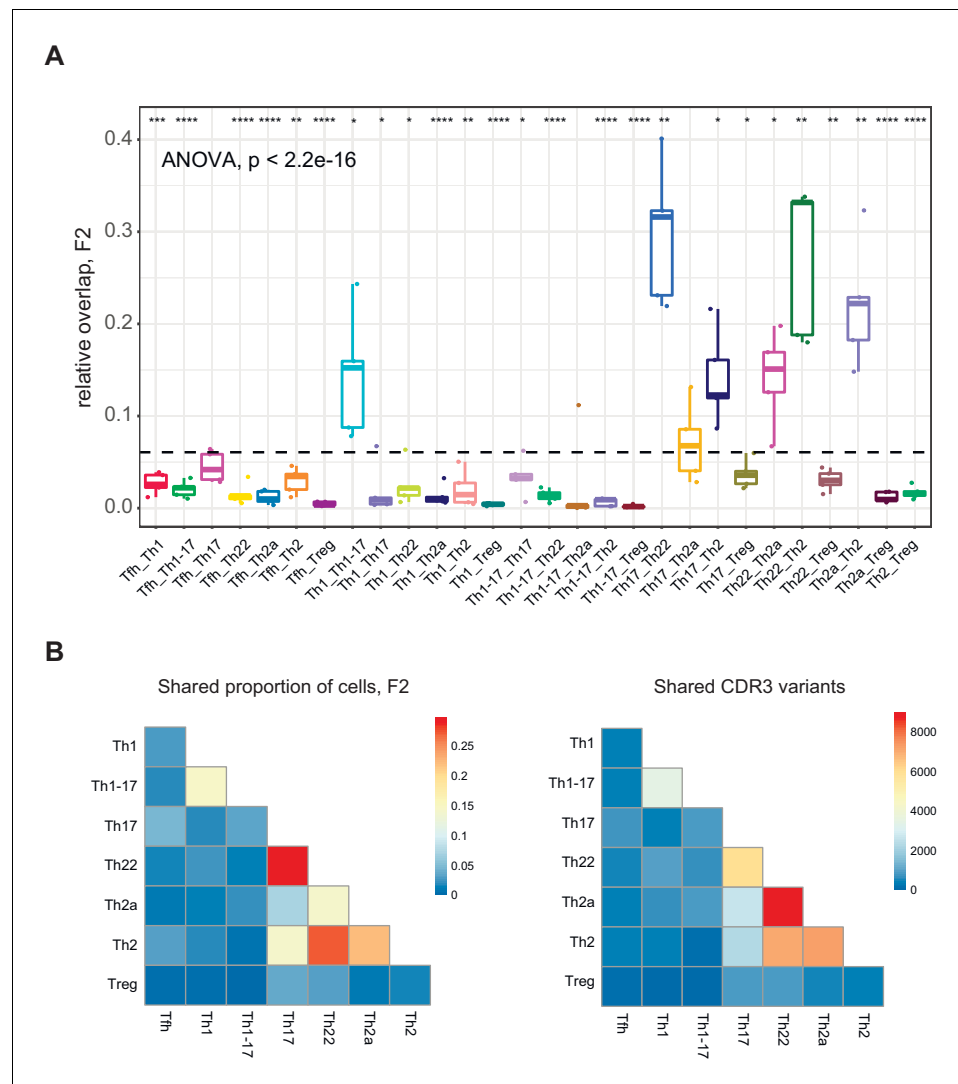 A
*** **** **** **** ** **** * * * **** ** **** * **** **** **** ** * * * ** ** ** **** ****
ANOVA, p < 2.2e-16
relative overlap, F2
0.4
0.3
0.2
0.1
0.0
Tfh_Th1
Tfh_Th1-17
Tfh_Th17
Tfh_Th22
Tfh_Th2a
Tfh_Th2
Tfh_Treg
Th1_Th1-17
Th1_Th17
Th1_Th22
Th1_Th2a
Th1_Th2
Th1_Treg
Th1-17_Th17
Th1-17_Th22
Th1-17_Th2a
Th1-17_Th2
Th1-17_Treg
Th17_Th22
Th17_Th2a
Th17_Th2
Th17_Treg
Th22_Th2a
Th22_Th2
Th22_Treg
Th2a_Th2
Th2a_Treg
Th2_Treg
B
Shared proportion of cells, F2
Th1
Th1-17
Th17
Th22
Th2a
Th2
Treg
Tfh
Th1
Th1-17
Th17
Th22
Th2a
Th2
0.25
0.2
0.15
0.1
0.05
0
Shared CDR3 variants
Th1
Th1-17
Th17
Th22
Th2a
Th2
Treg
Tfh
Th1
Th1-17
Th17
Th22
Th2a
Th2
8000
6000
4000
2000
0